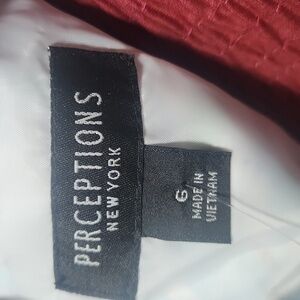 PERCEPTIONS
NEW YORK
6
MADE IN
VIETNAM